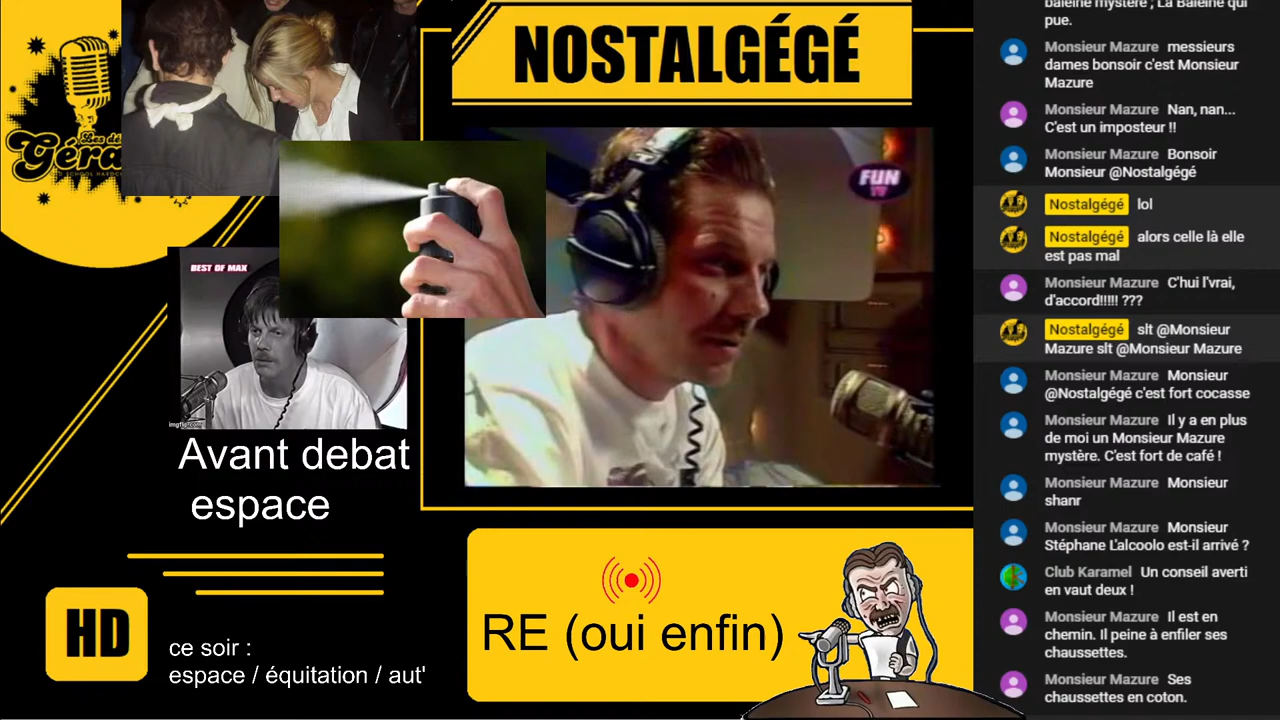 NOSTALGÉGÉ
Les dé
Géra
FUN
TV
BEST OF MAX
imgflip.com
Avant debat
espace
HD
ce soir :
espace / équitation / aut'
RE (oui enfin)
baleine mystère ; La Baleine qui
pue.
Monsieur Mazure messieurs
dames bonsoir c'est Monsieur
Mazure
Monsieur Mazure Nan, nan...
C'est un imposteur !!
Monsieur Mazure Bonsoir
Monsieur @Nostalgégé
Nostalgégé lol
Nostalgégé alors celle là elle
est pas mal
Monsieur Mazure C'hui l'vrai,
d'accord!!!!! ???
Nostalgégé slt @Monsieur
Mazure slt @Monsieur Mazure
Monsieur Mazure Monsieur
@Nostalgégé c'est fort cocasse
Monsieur Mazure Il y a en plus
de moi un Monsieur Mazure
mystère. C'est fort de café !
Monsieur Mazure Monsieur
shanr
Monsieur Mazure Monsieur
Stéphane L'alcoolo est-il arrivé ?
Club Karamel Un conseil averti
en vaut deux !
Monsieur Mazure Il est en
chemin. Il peine à enfiler ses
chaussettes.
Monsieur Mazure Ses
chaussettes en coton.